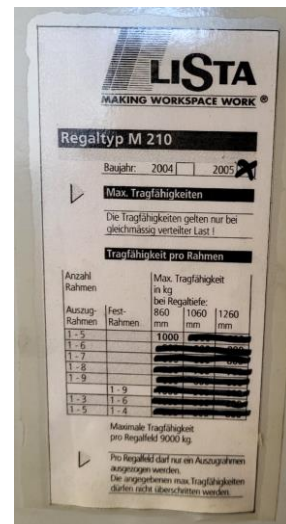 LISTA
MAKING WORKSPACE WORK ®
Regaltyp M 210
Baujahr: 2004 2005
Max. Tragfähigkeiten
Die Tragfähigkeiten gelten nur bei
gleichmässig verteilter Last !
Tragfähigkeit pro Rahmen
Anzahl Rahmen
Max. Tragfähigkeit
in kg
bei Regaltiefe:
Auszug-Rahmen Fest-Rahmen 860 mm 1060 mm 1260 mm
1 - 5 1000
1 - 6
1 - 7
1 - 8
1 - 9
1 - 9
1 - 3 1 - 6
1 - 5 1 - 4
Maximale Tragfähigkeit
pro Regalfeld 9000 kg.
Pro Regalfeld darf nur ein Auszugrahmen
ausgezogen werden.
Die angegebenen max.Tragfähigkeiten
dürfen nicht überschritten werden.